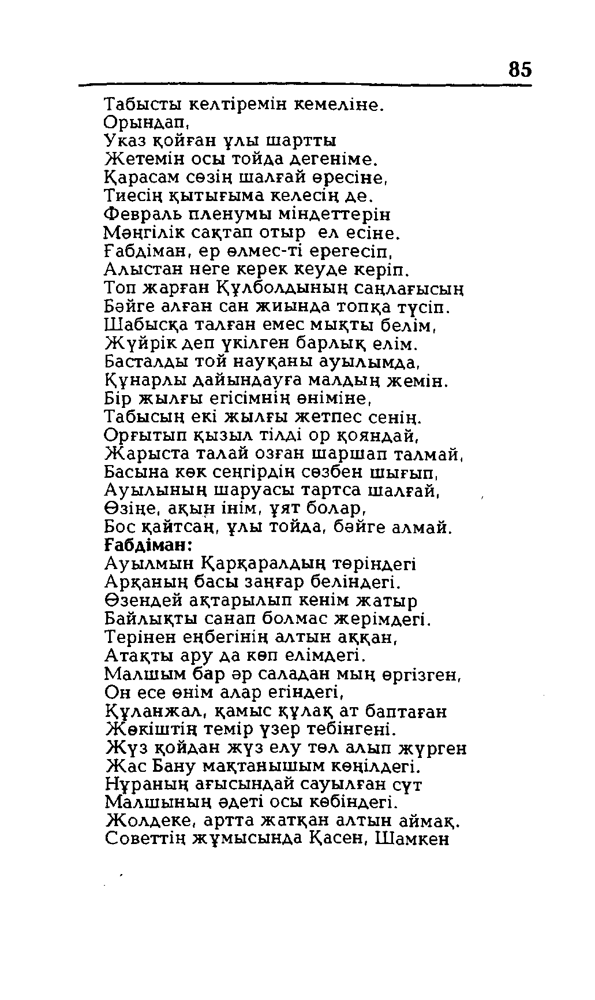 85
Табысты келтіремін кемеліне.
Орындап,
Указ қойған ұлы шартты
Жетемін осы тойда дегеніме.
Қарасам сөзің шалғай өресіне,
Тиесің қытығыма келесің де.
Февраль пленумы міндеттерін
Мәңгілік сақтап отыр ел есіне.
Ғабдіман, ер өлмес-ті ерегесіп,
Алыстан неге керек кеуде керіп.
Топ жарған Құлболдының саңлағысың
Бәйге алған сан жиында топқа түсіп.
Шабысқа талған емес мықты белім,
Жүйрік деп үкілген барлық елім.
Басталды той науқаны ауылымда,
Құнарлы дайындауға малдың жемін.
Бір жылғы егісімнің өніміне,
Табысың екі жылғы жетпес сенің.
Орғытып қызыл тілді ор қояндай,
Жарыста талай озған шаршап талмай,
Басына көк сеңгірдің сөзбен шығып,
Ауылының шаруасы тартса шалғай,
Өзіңе, ақын інім, ұят болар,
Бос қайтсаң, ұлы тойда, бәйге алмай.
Ғабдіман:
Ауылмын Қарқаралдың төріндегі
Арқаның басы заңғар беліндегі.
Өзендей ақтарылып кенім жатыр
Байлықты санап болмас жерімдегі.
Терінен еңбегінің алтын аққан,
Атақты ару да көп елімдегі.
Малшым бар әр саладан мың өргізген,
Он есе өнім алар егіндегі,
Құланжал, қамыс құлақ ат баптаған
Жөкіштің темір үзер тебінгені.
Жүз қойдан жүз елу төл алып жүрген
Жас Бану мақтанышым көңілдегі.
Нұраның ағысындай сауылған сүт
Малшының әдеті осы көбіндегі.
Жолдеке, артта жатқан алтын аймақ.
Советтің жұмысында Қасен, Шамкен